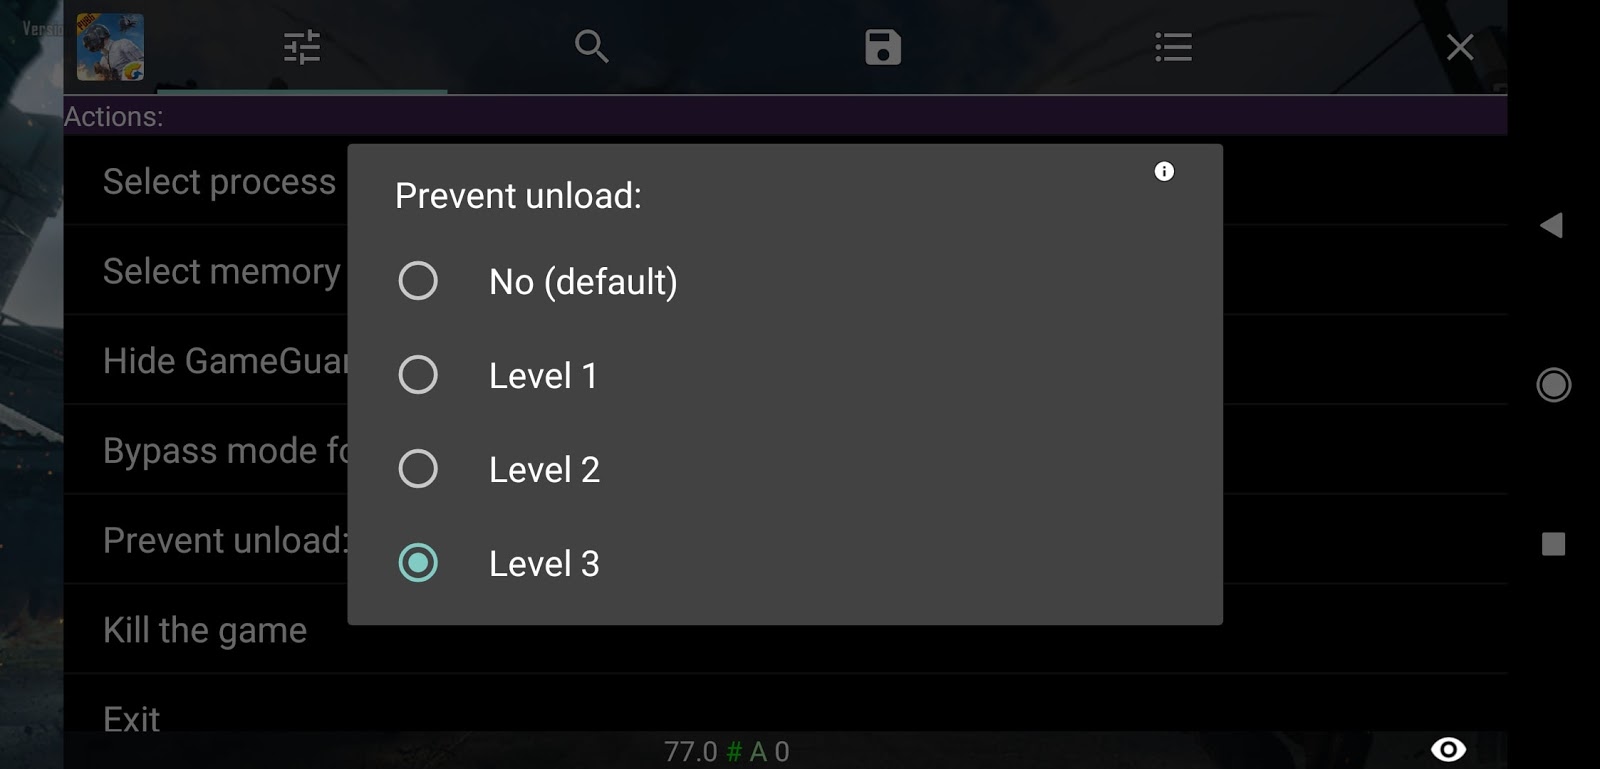 Versio
Actions:
Select process
Select memory
Hide GameGuar
Bypass mode fo
Prevent unload:
Kill the game
Exit
Prevent unload:
No (default)
Level 1
Level 2
Level 3
77.0 # A 0